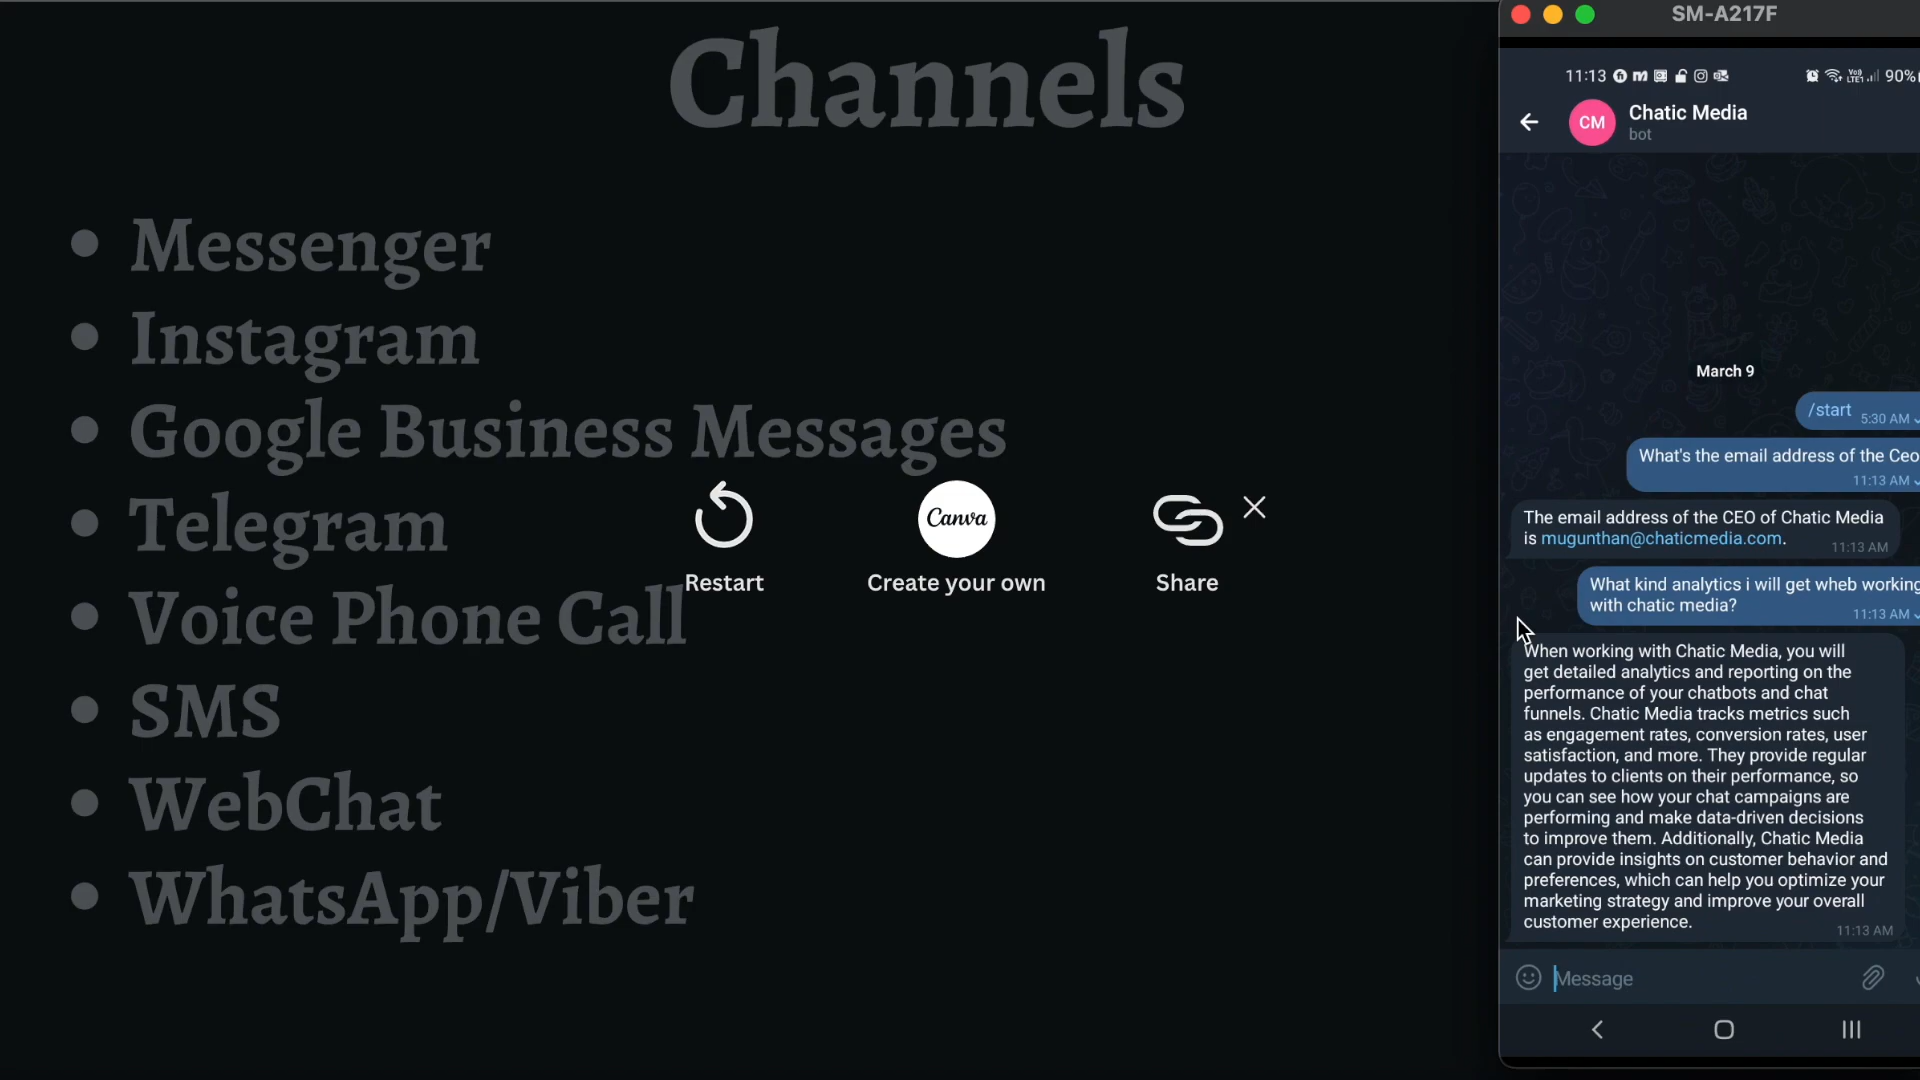 Channels
• Messenger
• Instagram
• Google Business Messages
• Telegram
• Voice Phone Call
• SMS
• WebChat
• WhatsApp/Viber
Restart
Canva
Create your own
Share
SM-A217F
11:13
90%
CM
Chatic Media
bot
March 9
/start
5:30 AM
What's the email address of the Ceo
11:13 AM
The email address of the CEO of Chatic Media
is mugunthan@chaticmedia.com.
11:13 AM
What kind analytics i will get wheb working
with chatic media?
11:13 AM
When working with Chatic Media, you will
get detailed analytics and reporting on the
performance of your chatbots and chat
funnels. Chatic Media tracks metrics such
as engagement rates, conversion rates, user
satisfaction, and more. They provide regular
updates to clients on their performance, so
you can see how your chat campaigns are
performing and make data-driven decisions
to improve them. Additionally, Chatic Media
can provide insights on customer behavior and
preferences, which can help you optimize your
marketing strategy and improve your overall
customer experience.
11:13 AM
Message